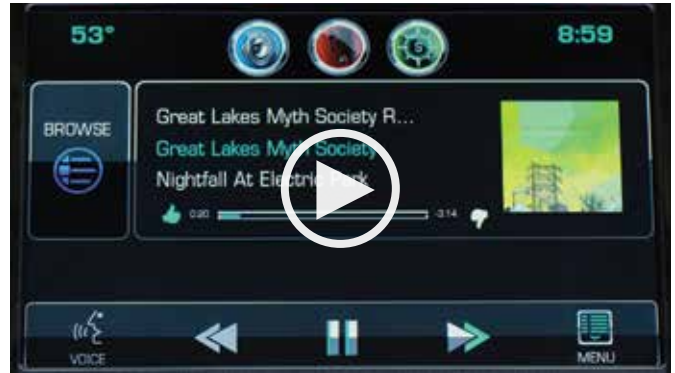 53°
8:59
BROWSE
Great Lakes Myth Society R...
Great Lakes Myth Society
Nightfall At Electric Park
0:20
-3:14
VOICE
MENU